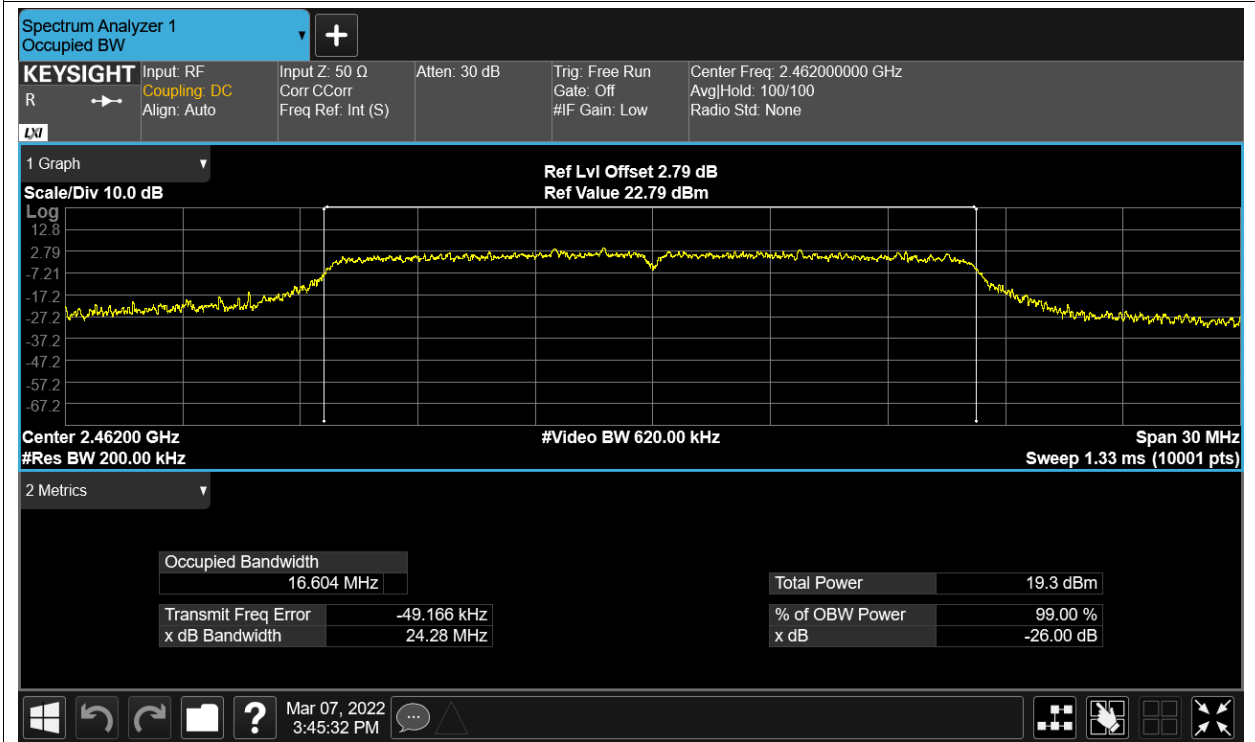 Spectrum Analyzer 1
Occupied BW
KEYSIGHT
R
LXI
Input: RF
Coupling: DC
Align: Auto
Input Z: 50 Ω
Corr CCorr
Freq Ref: Int (S)
Atten: 30 dB
Trig: Free Run
Gate: Off
#IF Gain: Low
Center Freq: 2.462000000 GHz
Avg|Hold: 100/100
Radio Std: None
1 Graph
Scale/Div 10.0 dB
Ref Lvl Offset 2.79 dB
Ref Value 22.79 dBm
Log
12.8
2.79
-7.21
-17.2
-27.2
-37.2
-47.2
-57.2
-67.2
Center 2.46200 GHz
#Video BW 620.00 kHz
Span 30 MHz
#Res BW 200.00 kHz
Sweep 1.33 ms (10001 pts)
2 Metrics
Occupied Bandwidth
16.604 MHz
Total Power 19.3 dBm
Transmit Freq Error -49.166 kHz
% of OBW Power 99.00 %
x dB Bandwidth 24.28 MHz
x dB -26.00 dB
?
Mar 07, 2022
3:45:32 PM